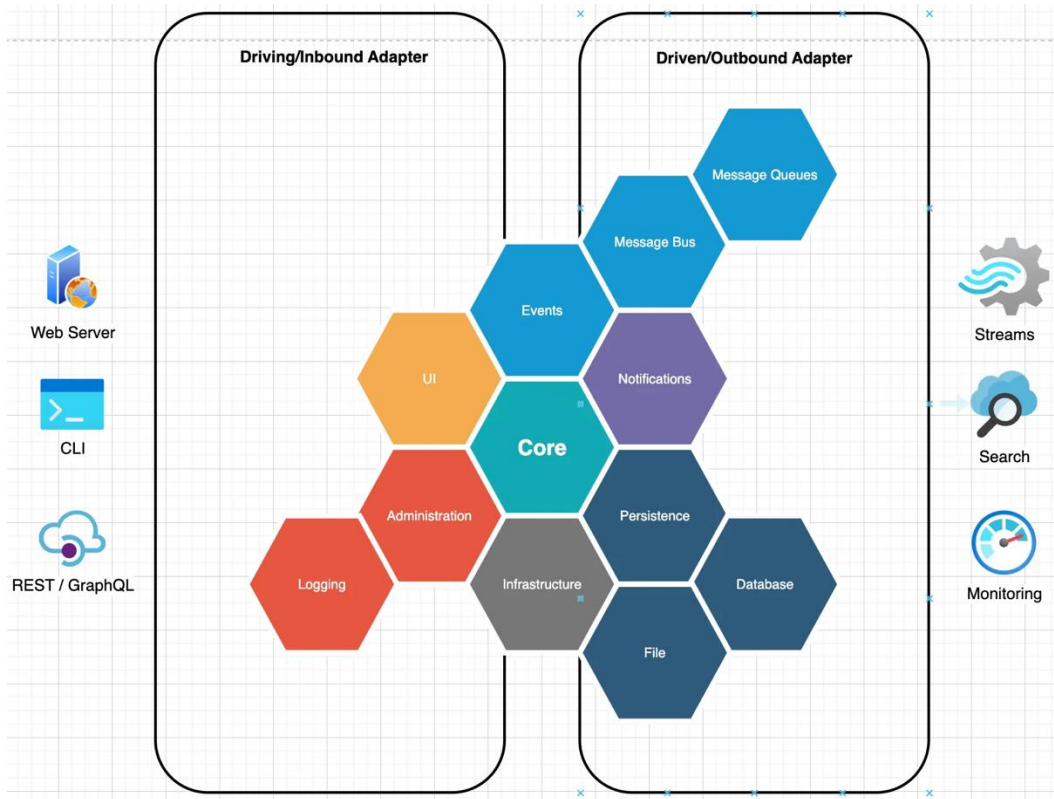 Driving/Inbound Adapter
Driven/Outbound Adapter
Message Queues
Message Bus
Events
UI
Notifications
Core
Administration
Persistence
Logging
Infrastructure
Database
File
Web Server
CLI
REST / GraphQL
Streams
Search
Monitoring